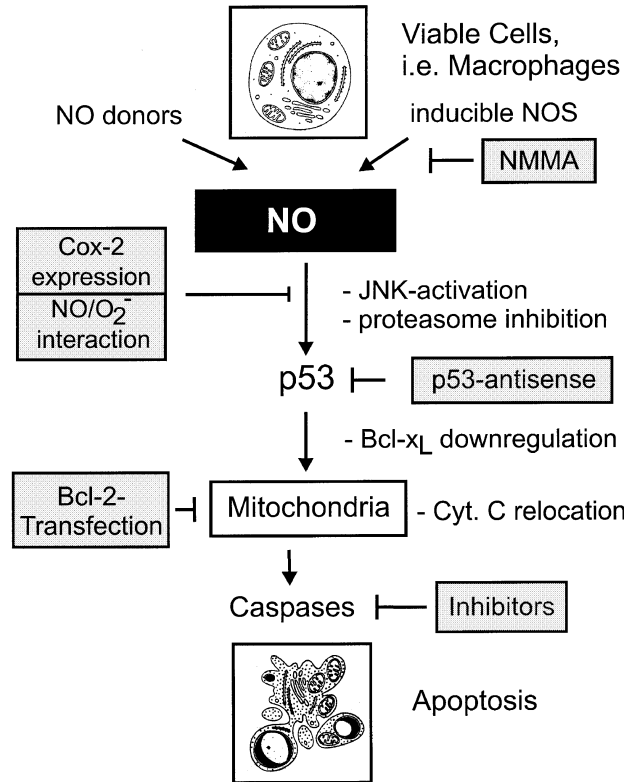 Viable Cells,
i.e. Macrophages
NO donors
inducible NOS
NMMA
NO
Cox-2
expression
NO/O₂⁻
interaction
- JNK-activation
- proteasome inhibition
p53
p53-antisense
- Bcl-xL downregulation
Bcl-2-
Transfection
Mitochondria
- Cyt. C relocation
Caspases
Inhibitors
Apoptosis